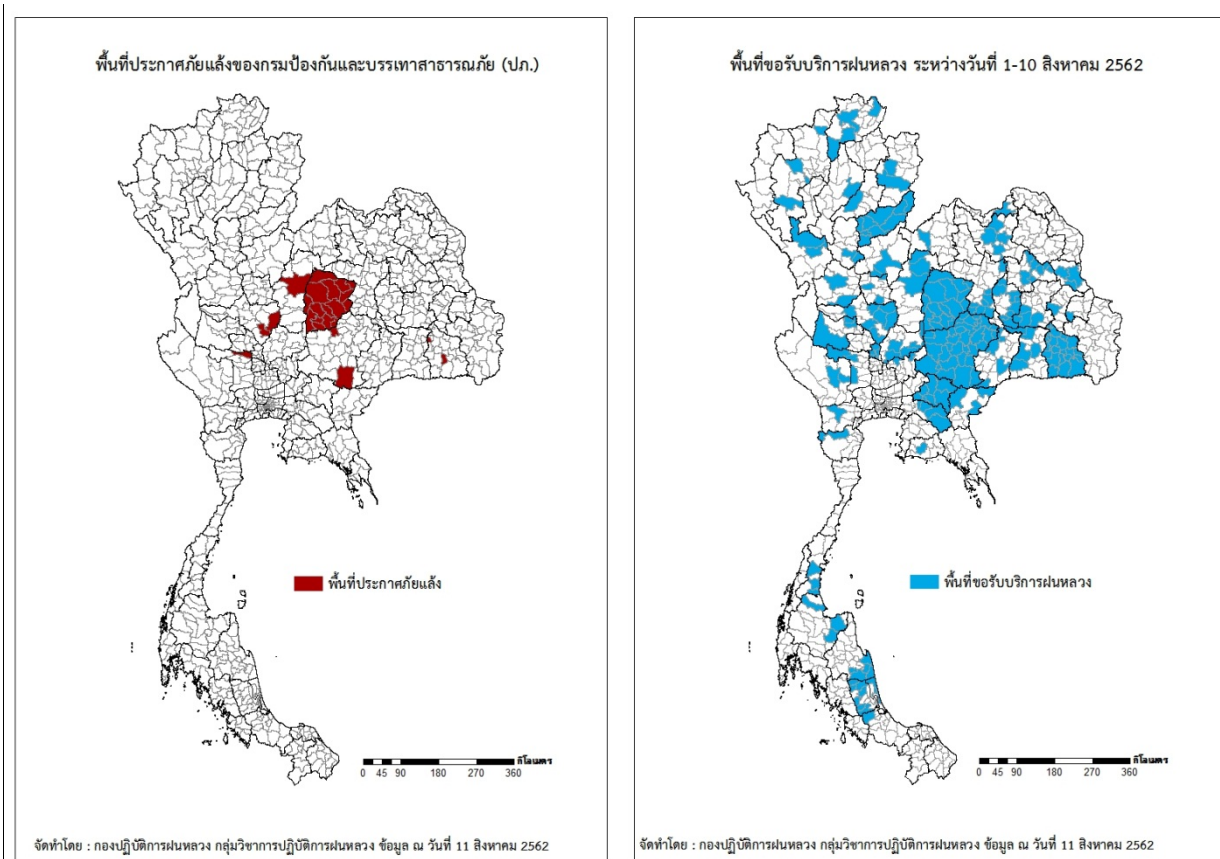 พื้นที่ประกาศภัยแล้งของกรมป้องกันและบรรเทาสาธารณภัย (ปภ.)
พื้นที่ประกาศภัยแล้ง
กิโลเมตร
0 45 90 180 270 360
จัดทำโดย : กองปฏิบัติการฝนหลวง กลุ่มวิชาการปฏิบัติการฝนหลวง ข้อมูล ณ วันที่ 11 สิงหาคม 2562
พื้นที่ขอรับบริการฝนหลวง ระหว่างวันที่ 1-10 สิงหาคม 2562
พื้นที่ขอรับบริการฝนหลวง
กิโลเมตร
0 45 90 180 270 360
จัดทำโดย : กองปฏิบัติการฝนหลวง กลุ่มวิชาการปฏิบัติการฝนหลวง ข้อมูล ณ วันที่ 11 สิงหาคม 2562